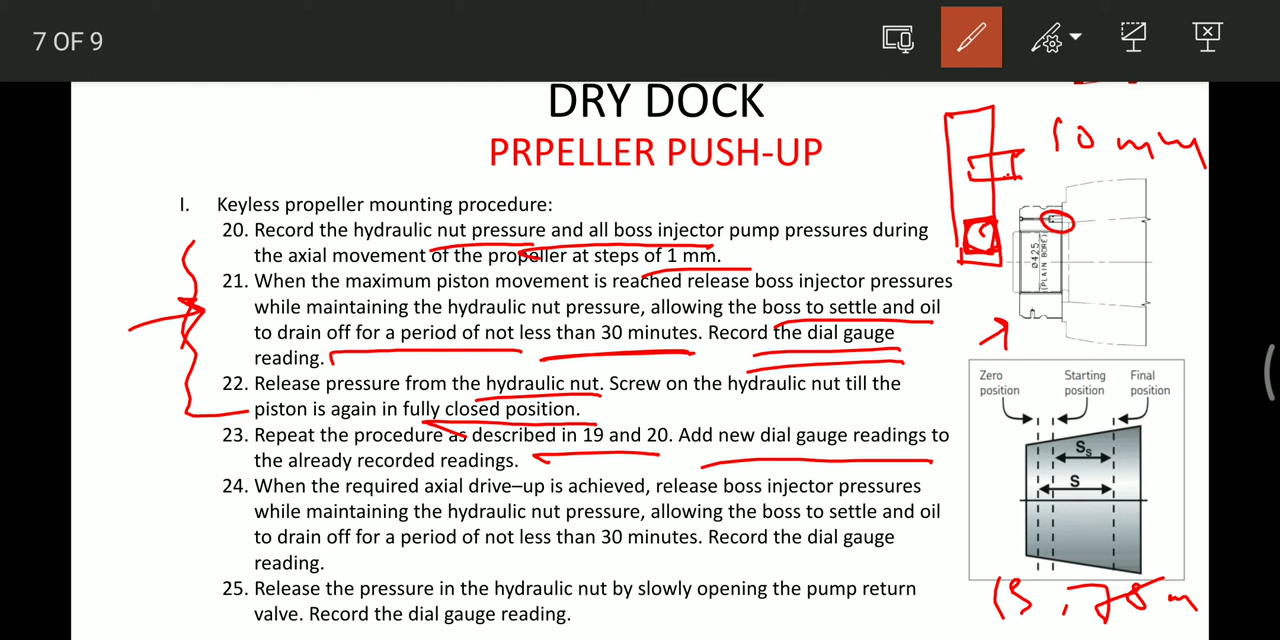 7 OF 9
DRY DOCK
PRPELLER PUSH-UP
10 mm
I. Keyless propeller mounting procedure:
20. Record the hydraulic nut pressure and all boss injector pump pressures during
the axial movement of the propeller at steps of 1 mm.
21. When the maximum piston movement is reached release boss injector pressures
while maintaining the hydraulic nut pressure, allowing the boss to settle and oil
to drain off for a period of not less than 30 minutes. Record the dial gauge
reading.
22. Release pressure from the hydraulic nut. Screw on the hydraulic nut till the
piston is again in fully closed position.
23. Repeat the procedure as described in 19 and 20. Add new dial gauge readings to
the already recorded readings.
24. When the required axial drive–up is achieved, release boss injector pressures
while maintaining the hydraulic nut pressure, allowing the boss to settle and oil
to drain off for a period of not less than 30 minutes. Record the dial gauge
reading.
25. Release the pressure in the hydraulic nut by slowly opening the pump return
valve. Record the dial gauge reading.
Ø425
(PLAIN BORE)
Zero position
Starting position
Final position
Ss
S